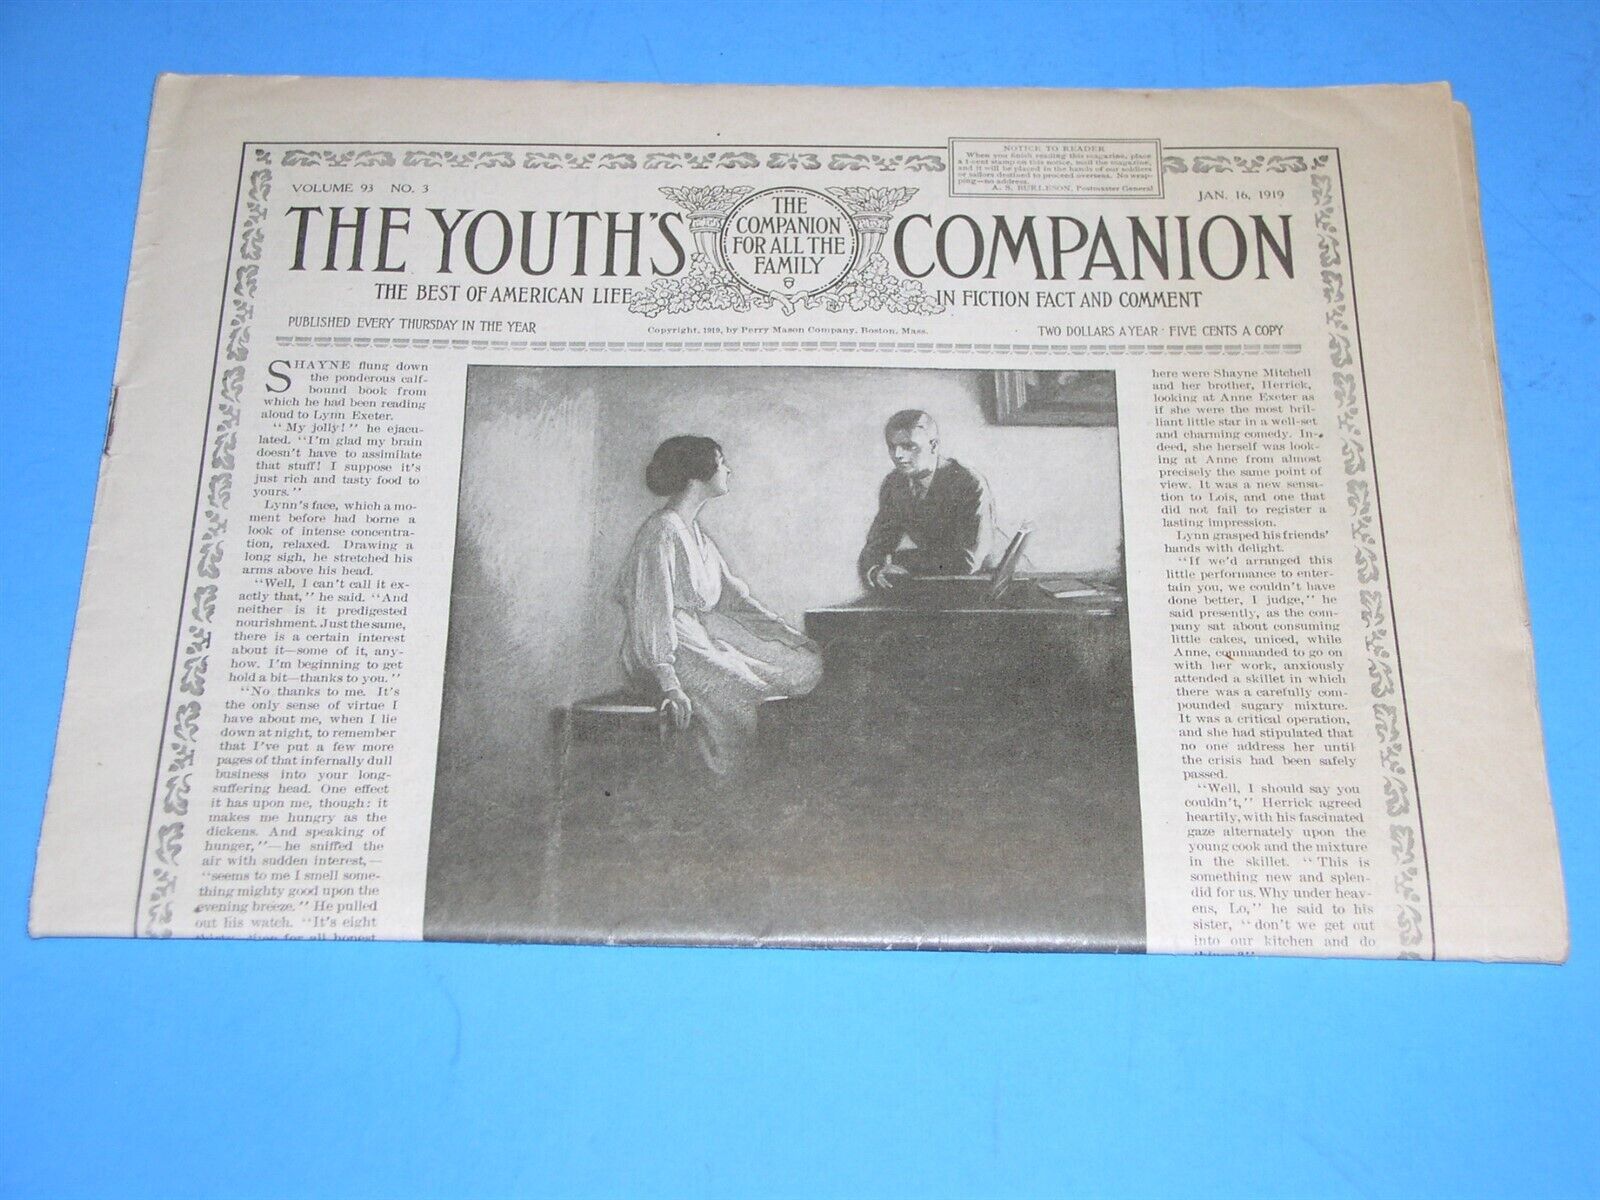 NOTICE TO READER
When you finish reading this magazine, place
a 1-cent stamp on this notice, mail the magazine,
and it will be placed in the hands of our soldiers
or sailors destined to proceed overseas. No wrap-
ping—no address.
A. S. BURLESON, Postmaster General
VOLUME 93 NO. 3
JAN. 16, 1919
THE YOUTH'S COMPANION
THE
COMPANION
FOR ALL THE
FAMILY
THE BEST OF AMERICAN LIFE IN FICTION FACT AND COMMENT
PUBLISHED EVERY THURSDAY IN THE YEAR
Copyright, 1919, by Perry Mason Company, Boston, Mass.
TWO DOLLARS A YEAR · FIVE CENTS A COPY
SHAYNE flung down
the ponderous calf-
bound book from
which he had been reading
aloud to Lynn Exeter.
"My jolly!" he ejacu-
lated. "I'm glad my brain
doesn't have to assimilate
that stuff! I suppose it's
just rich and tasty food to
yours."
Lynn's face, which a mo-
ment before had borne a
look of intense concentra-
tion, relaxed. Drawing a
long sigh, he stretched his
arms above his head.
"Well, I can't call it ex-
actly that," he said. "And
neither is it predigested
nourishment. Just the same,
there is a certain interest
about it—some of it, any-
how. I'm beginning to get
hold a bit—thanks to you."
"No thanks to me. It's
the only sense of virtue I
have about me, when I lie
down at night, to remember
that I've put a few more
pages of that infernally dull
business into your long-
suffering head. One effect
it has upon me, though: it
makes me hungry as the
dickens. And speaking of
hunger,"—he sniffed the
air with sudden interest,—
"seems to me I smell some-
thing mighty good upon the
evening breeze." He pulled
out his watch. "It's eight
thirty, time for all honest
here were Shayne Mitchell
and her brother, Herrick,
looking at Anne Exeter as
if she were the most bril-
liant little star in a well-set
and charming comedy. In-
deed, she herself was look-
ing at Anne from almost
precisely the same point of
view. It was a new sensa-
tion to Lois, and one that
did not fail to register a
lasting impression.
Lynn grasped his friends'
hands with delight.
"If we'd arranged this
little performance to enter-
tain you, we couldn't have
done better, I judge," he
said presently, as the com-
pany sat about consuming
little cakes, uniced, while
Anne, commanded to go on
with her work, anxiously
attended a skillet in which
there was a carefully com-
pounded sugary mixture.
It was a critical operation,
and she had stipulated that
no one address her until
the crisis had been safely
passed.
"Well, I should say you
couldn't," Herrick agreed
heartily, with his fascinated
gaze alternately upon the
young cook and the mixture
in the skillet. "This is
something new and splen-
did for us. Why under heav-
ens, Lo," he said to his
sister, "don't we get out
into our kitchen and do
things?"